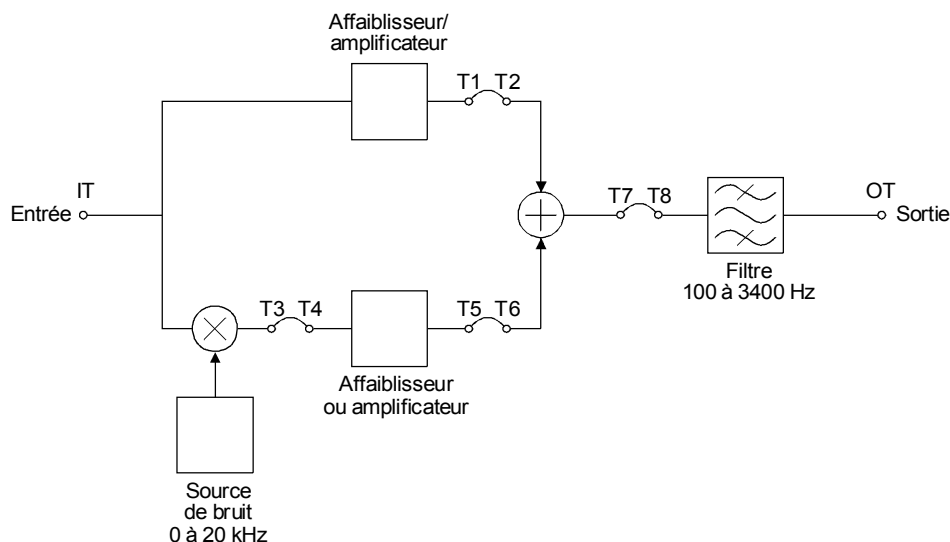 Affaiblisseur/
amplificateur
T1 T2
IT
Entrée
T7 T8
OT
Sortie
Filtre
100 à 3400 Hz
T3 T4
T5 T6
Affaiblisseur
ou amplificateur
Source
de bruit
0 à 20 kHz